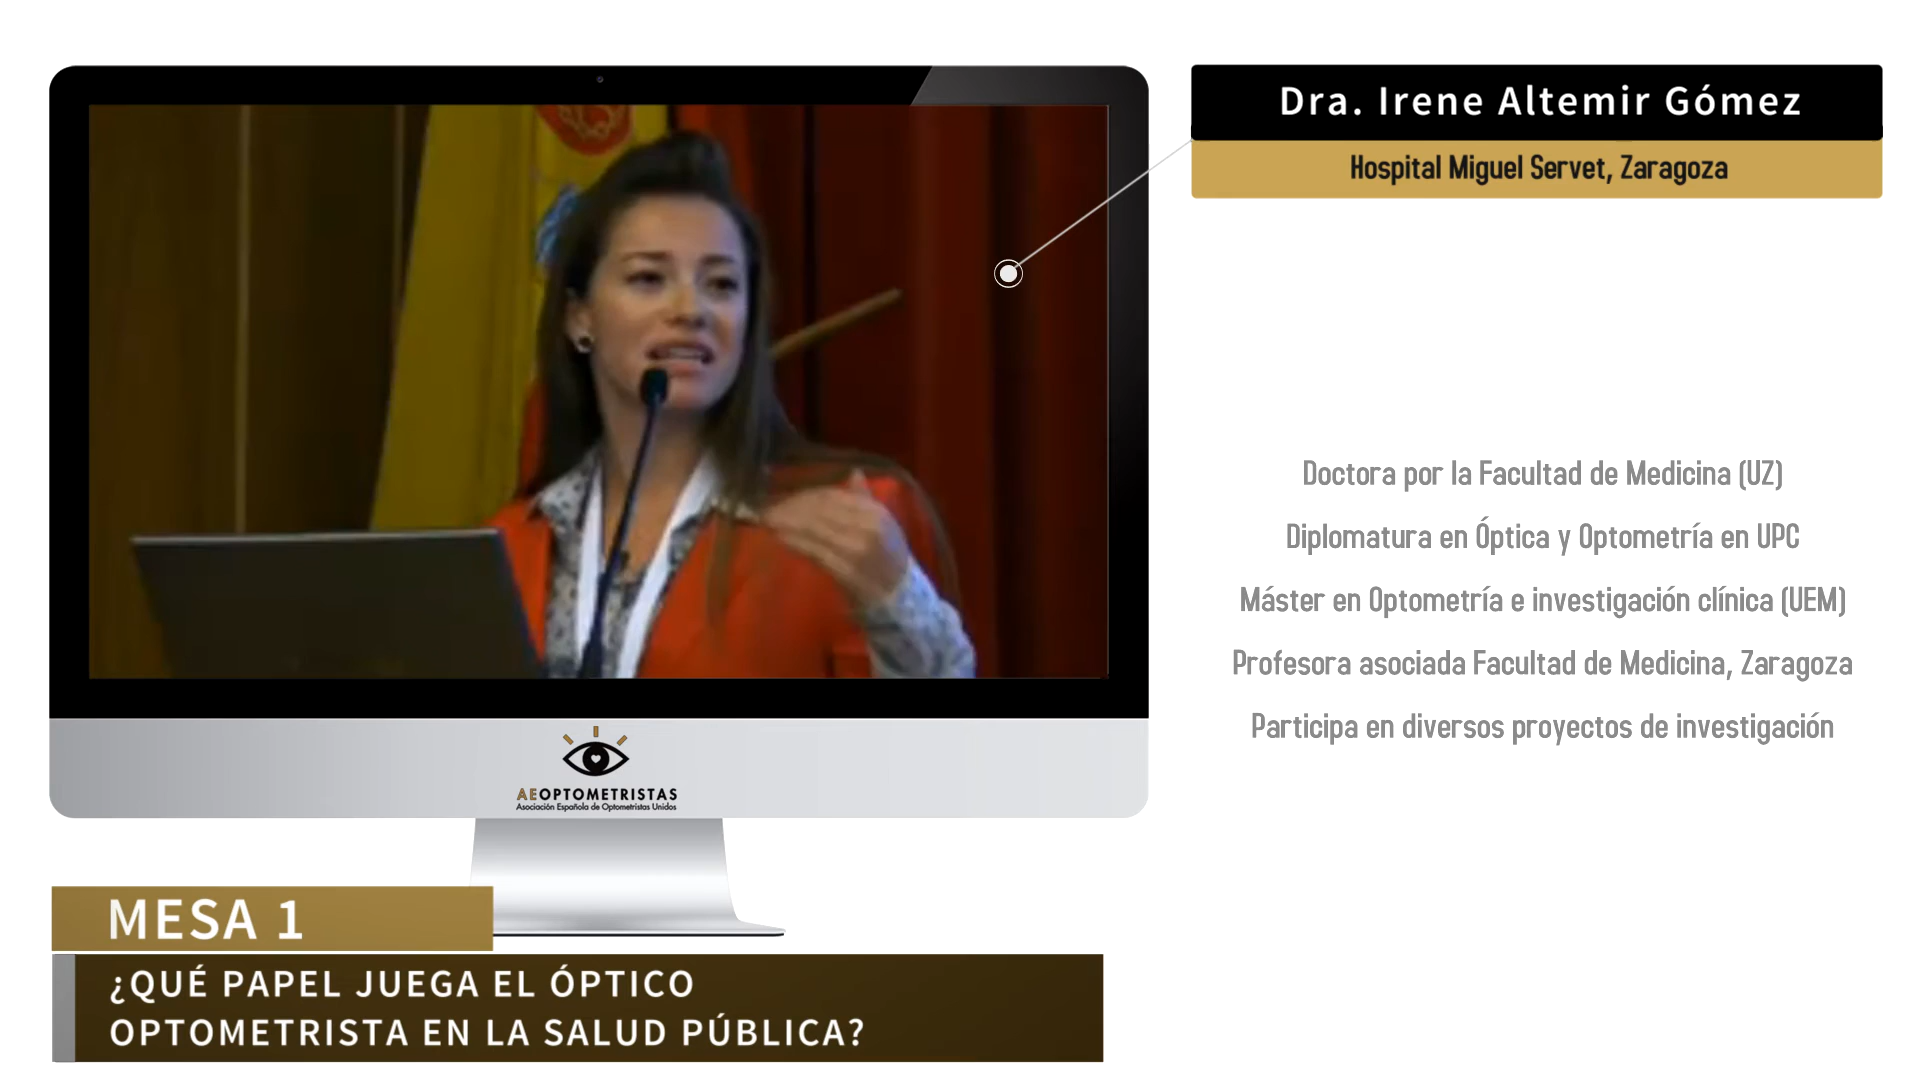 Dra. Irene Altemir Gómez
Hospital Miguel Servet, Zaragoza
Doctora por la Facultad de Medicina (UZ)
Diplomatura en Óptica y Optometría en UPC
Máster en Optometría e investigación clínica (UEM)
Profesora asociada Facultad de Medicina, Zaragoza
Participa en diversos proyectos de investigación
AEOPTOMETRISTAS
Asociación Española de Optometristas Unidos
MESA 1
¿QUÉ PAPEL JUEGA EL ÓPTICO
OPTOMETRISTA EN LA SALUD PÚBLICA?